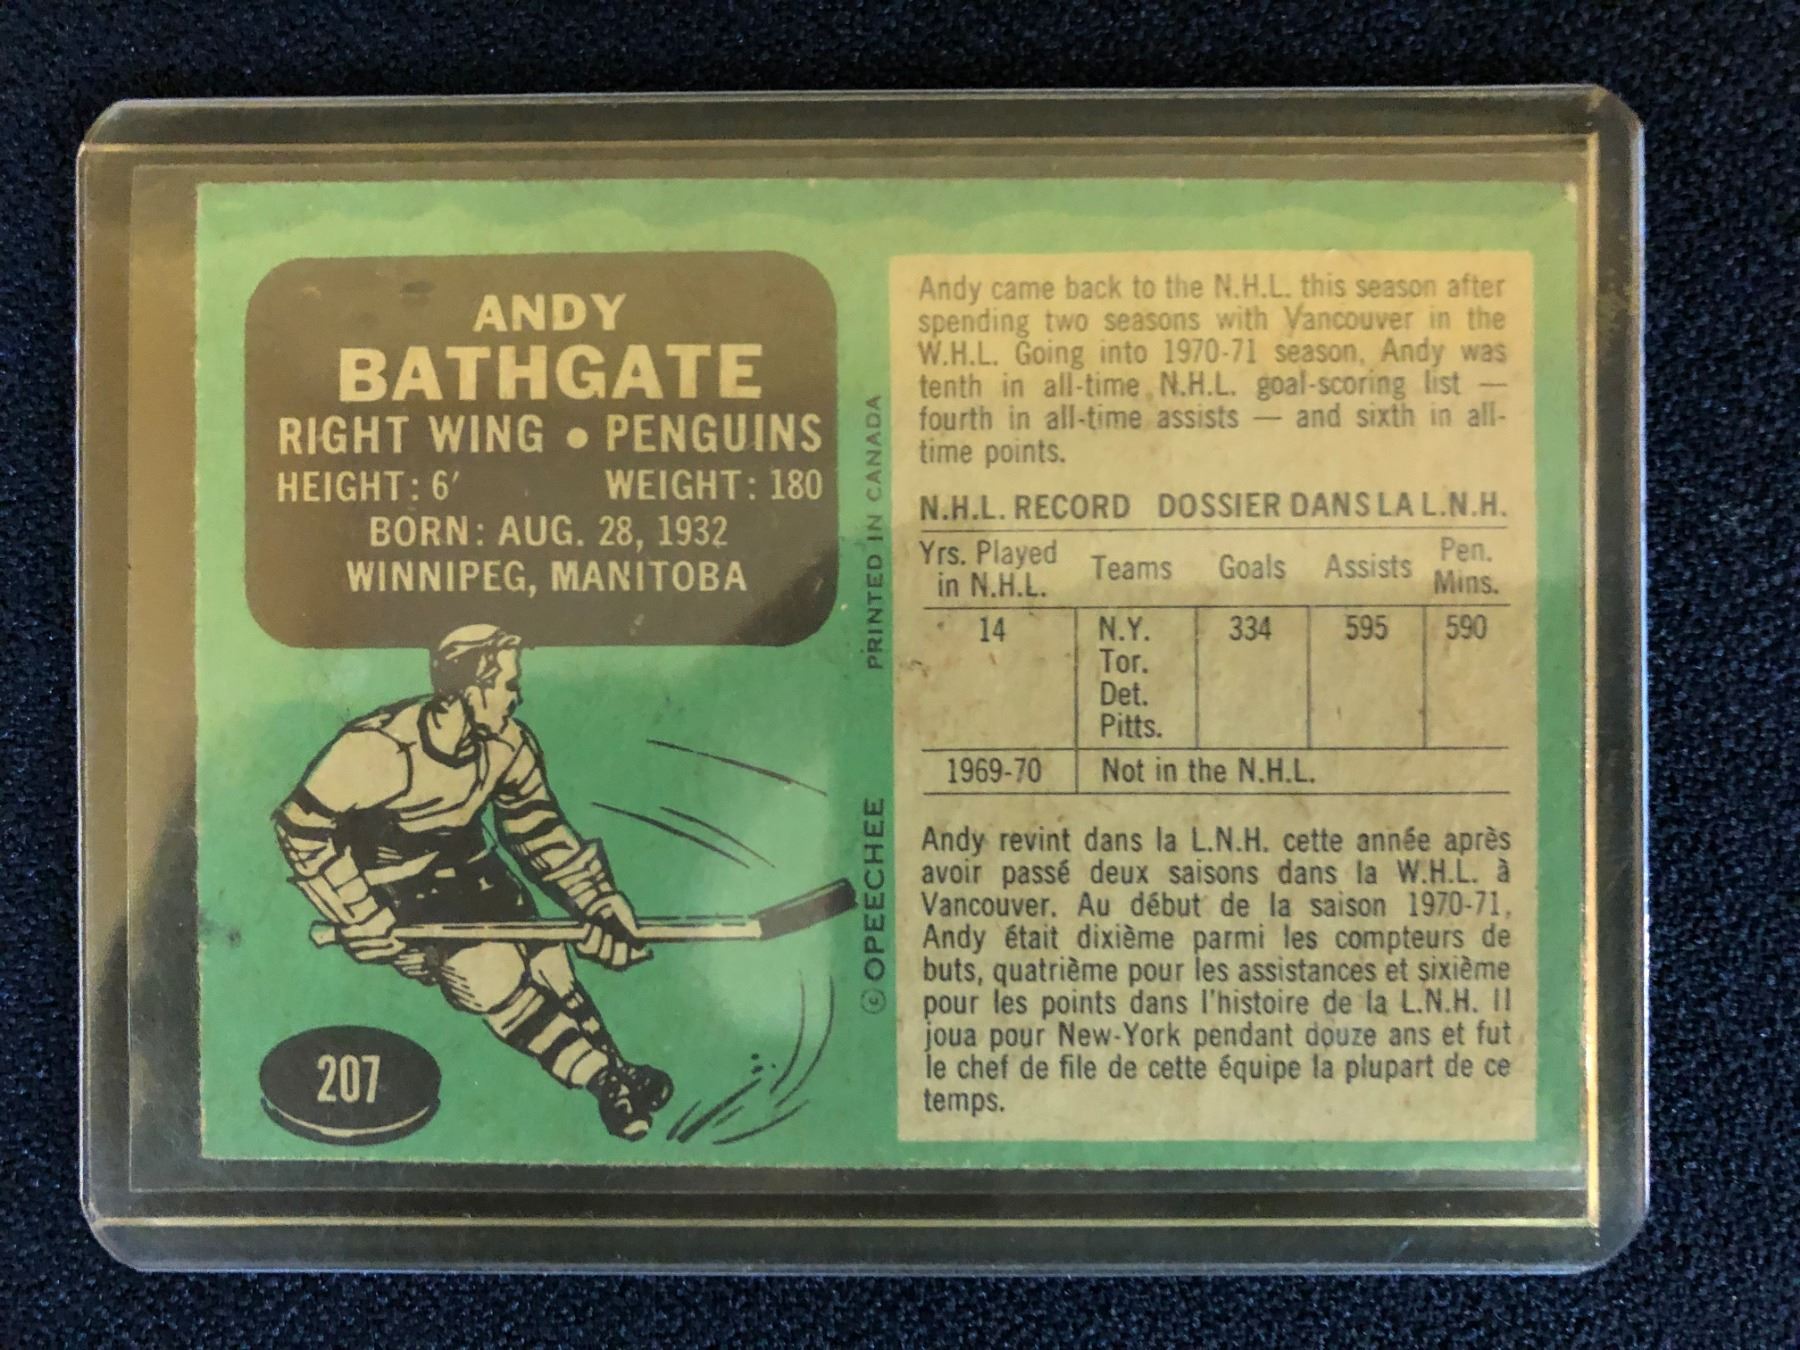 ANDY
BATHGATE
RIGHT WING • PENGUINS
HEIGHT: 6′ WEIGHT: 180
BORN: AUG. 28, 1932
WINNIPEG, MANITOBA
207
© OPEECHEE PRINTED IN CANADA
Andy came back to the N.H.L. this season after
spending two seasons with Vancouver in the
W.H.L. Going into 1970-71 season, Andy was
tenth in all-time N.H.L. goal-scoring list —
fourth in all-time assists — and sixth in all-
time points.
N.H.L. RECORD DOSSIER DANS LA L.N.H.
Yrs. Played in N.H.L. Teams Goals Assists Pen. Mins.
14 N.Y. 334 595 590
Tor.
Det.
Pitts.
1969-70 Not in the N.H.L.
Andy revint dans la L.N.H. cette année après
avoir passé deux saisons dans la W.H.L. à
Vancouver. Au début de la saison 1970-71,
Andy était dixième parmi les compteurs de
buts, quatrième pour les assistances et sixième
pour les points dans l'histoire de la L.N.H. Il
joua pour New-York pendant douze ans et fut
le chef de file de cette équipe la plupart de ce
temps.